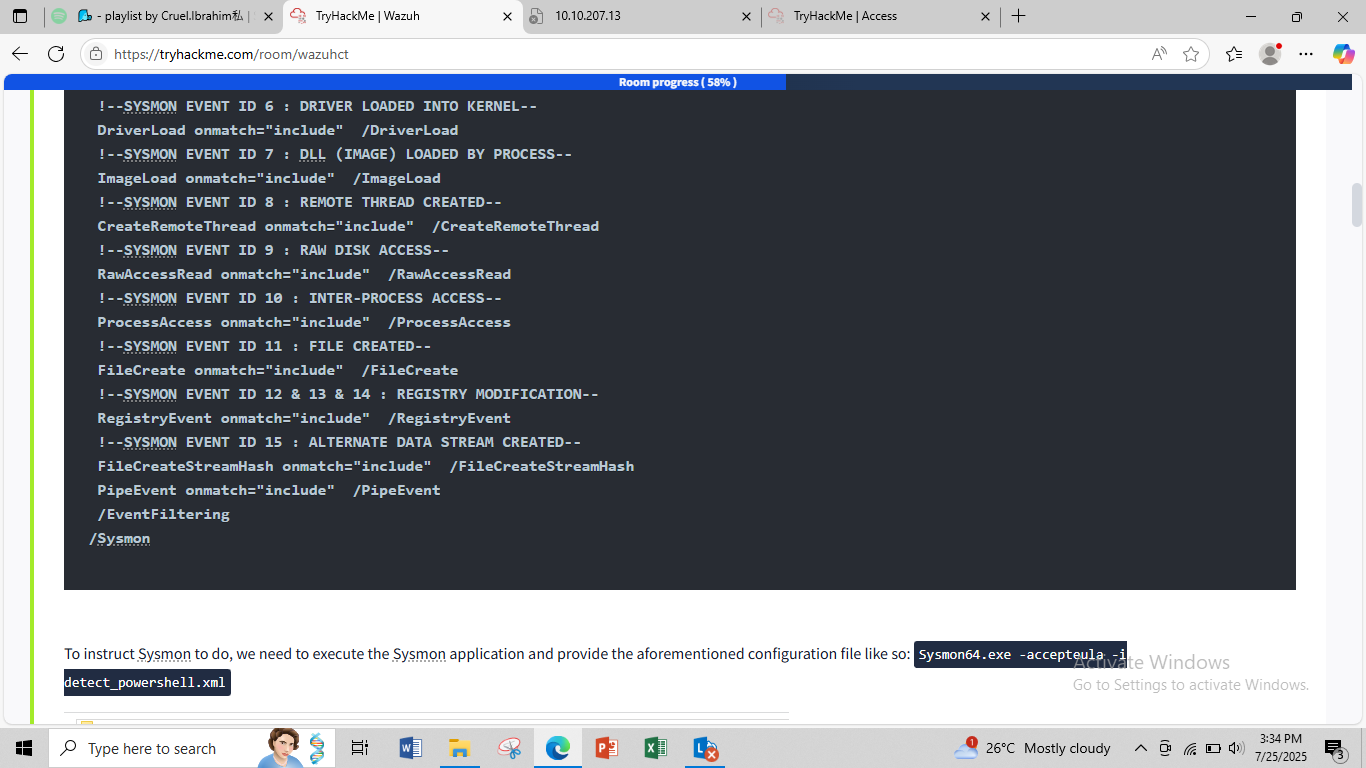 - playlist by Cruel.Ibrahim私 |
TryHackMe | Wazuh
10.10.207.13
TryHackMe | Access
https://tryhackme.com/room/wazuhct
Room progress ( 58% )
!--SYSMON EVENT ID 6 : DRIVER LOADED INTO KERNEL--
DriverLoad onmatch="include"  /DriverLoad
!--SYSMON EVENT ID 7 : DLL (IMAGE) LOADED BY PROCESS--
ImageLoad onmatch="include"  /ImageLoad
!--SYSMON EVENT ID 8 : REMOTE THREAD CREATED--
CreateRemoteThread onmatch="include"  /CreateRemoteThread
!--SYSMON EVENT ID 9 : RAW DISK ACCESS--
RawAccessRead onmatch="include"  /RawAccessRead
!--SYSMON EVENT ID 10 : INTER-PROCESS ACCESS--
ProcessAccess onmatch="include"  /ProcessAccess
!--SYSMON EVENT ID 11 : FILE CREATED--
FileCreate onmatch="include"  /FileCreate
!--SYSMON EVENT ID 12 & 13 & 14 : REGISTRY MODIFICATION--
RegistryEvent onmatch="include"  /RegistryEvent
!--SYSMON EVENT ID 15 : ALTERNATE DATA STREAM CREATED--
FileCreateStreamHash onmatch="include"  /FileCreateStreamHash
PipeEvent onmatch="include"  /PipeEvent
/EventFiltering
/Sysmon
To instruct Sysmon to do, we need to execute the Sysmon application and provide the aforementioned configuration file like so: Sysmon64.exe -accepteula -i
detect_powershell.xml
Activate Windows
Go to Settings to activate Windows.
Type here to search
1
26°C Mostly cloudy
3:34 PM
7/25/2025
3